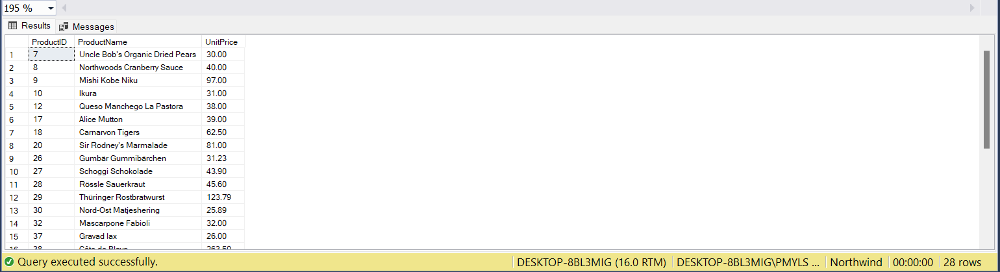 195 %
Results Messages
ProductID ProductName UnitPrice
1 7 Uncle Bob's Organic Dried Pears 30.00
2 8 Northwoods Cranberry Sauce 40.00
3 9 Mishi Kobe Niku 97.00
4 10 Ikura 31.00
5 12 Queso Manchego La Pastora 38.00
6 17 Alice Mutton 39.00
7 18 Carnarvon Tigers 62.50
8 20 Sir Rodney's Marmalade 81.00
9 26 Gumbär Gummibärchen 31.23
10 27 Schoggi Schokolade 43.90
11 28 Rössle Sauerkraut 45.60
12 29 Thüringer Rostbratwurst 123.79
13 30 Nord-Ost Matjeshering 25.89
14 32 Mascarpone Fabioli 32.00
15 37 Gravad lax 26.00
16 38 Côte de Blaye 263.50
Query executed successfully. DESKTOP-8BL3MIG (16.0 RTM) DESKTOP-8BL3MIG\PMYLS ... Northwind 00:00:00 28 rows